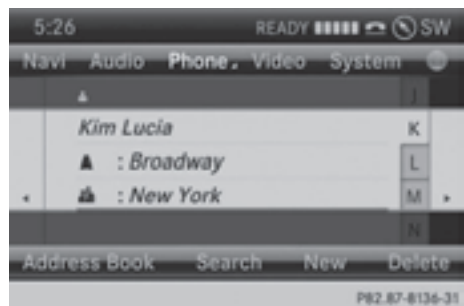 5:26 READY SW
Navi Audio Phone Video System
J
Kim Lucia K
: Broadway L
: New York M
N
Address Book Search New Delete
P82.87-8136-31